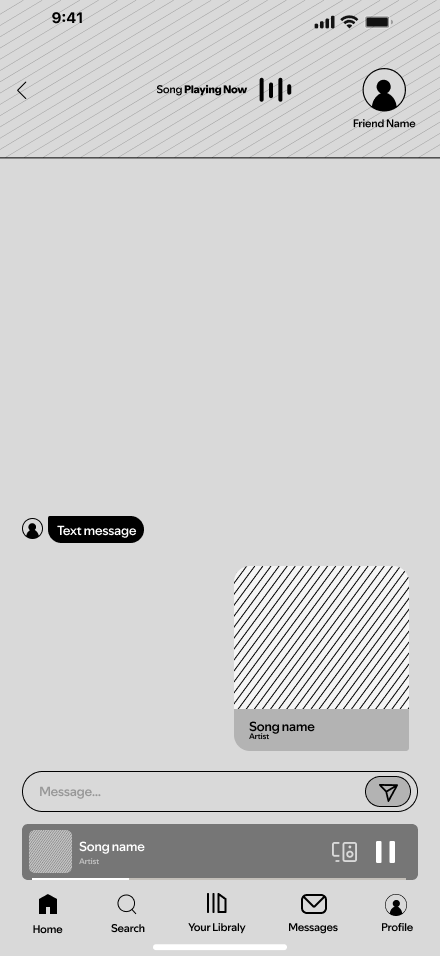 9:41
Song Playing Now
Friend Name
Text message
Song name
Artist
Message...
Song name
Artist
Home
Search
Your Libraly
Messages
Profile